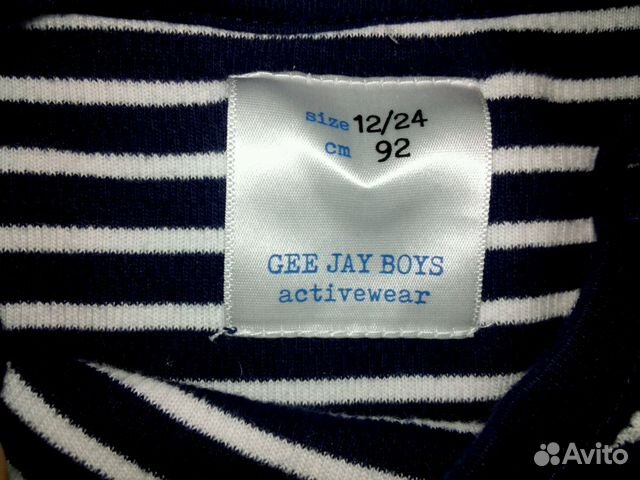 size 12/24
cm 92
GEE JAY BOYS
activewear
Avito